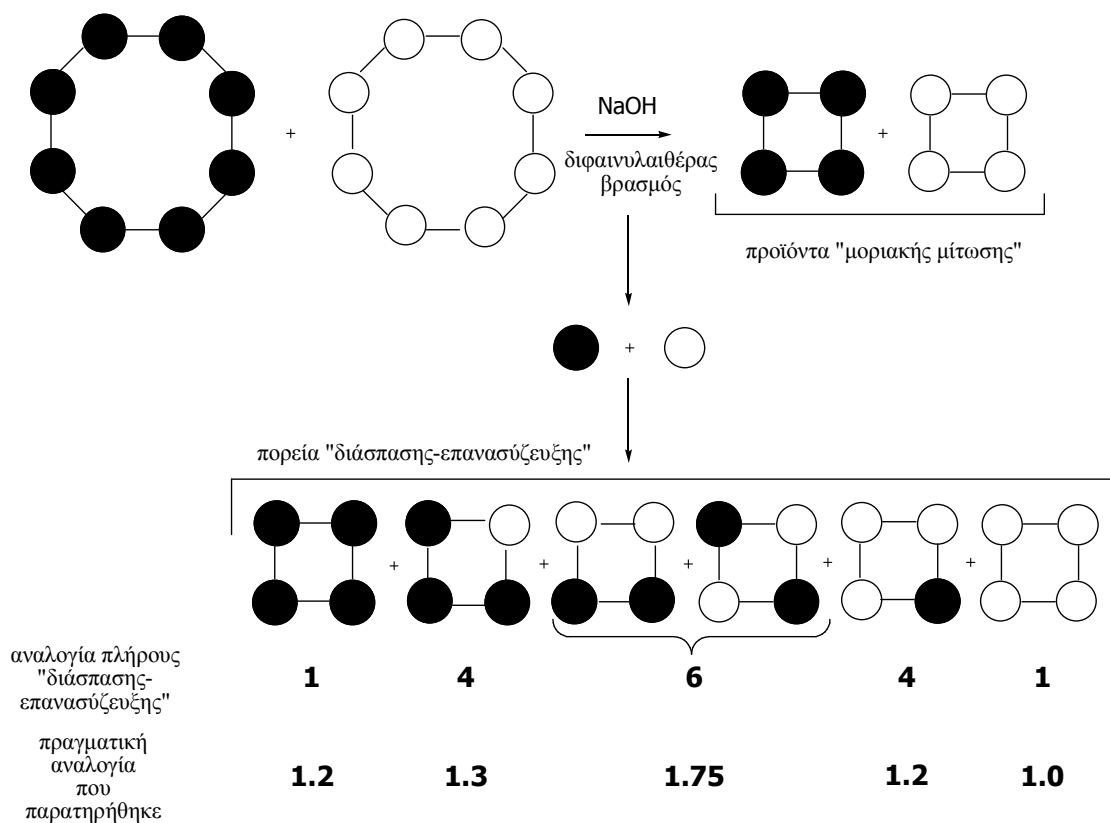 +
NaOH
διφαινυλαιθέρας
βρασμός
+
προϊόντα "μοριακής μίτωσης"
+
πορεία "διάσπασης-επανασύζευξης"
+ + + + +
αναλογία πλήρους
"διάσπασης-
επανασύζευξης"
1 4 6 4 1
πραγματική
αναλογία
που
παρατηρήθηκε
1.2 1.3 1.75 1.2 1.0